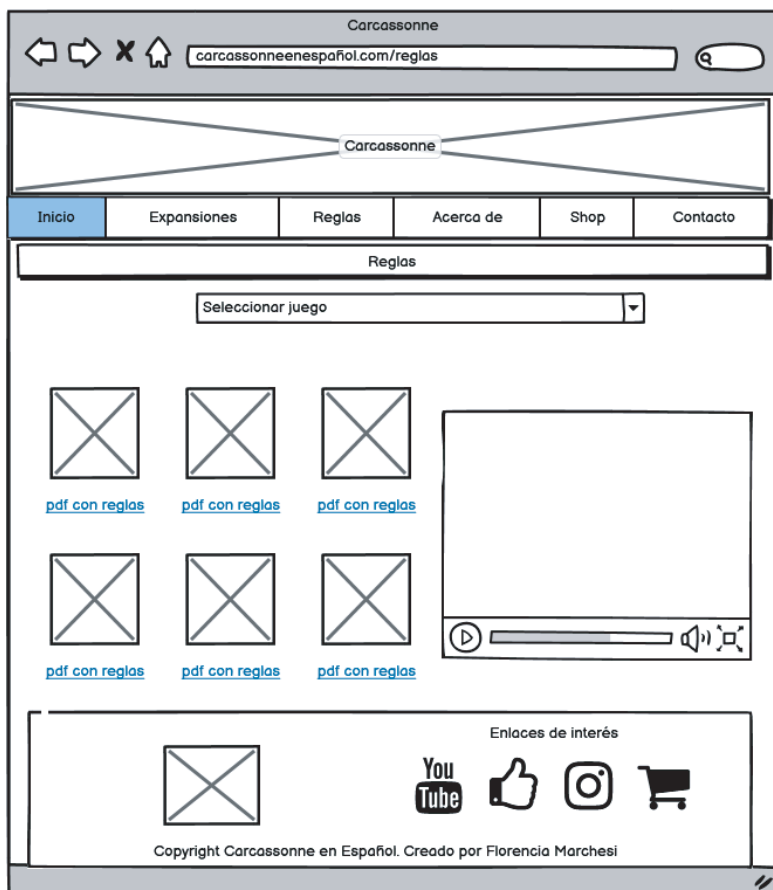 Carcassonne
carcassonneenespañol.com/reglas
Carcassonne
Inicio Expansiones Reglas Acerca de Shop Contacto
Reglas
Seleccionar juego
pdf con reglas pdf con reglas pdf con reglas
pdf con reglas pdf con reglas pdf con reglas
Enlaces de interés
You
Tube
Copyright Carcassonne en Español. Creado por Florencia Marchesi